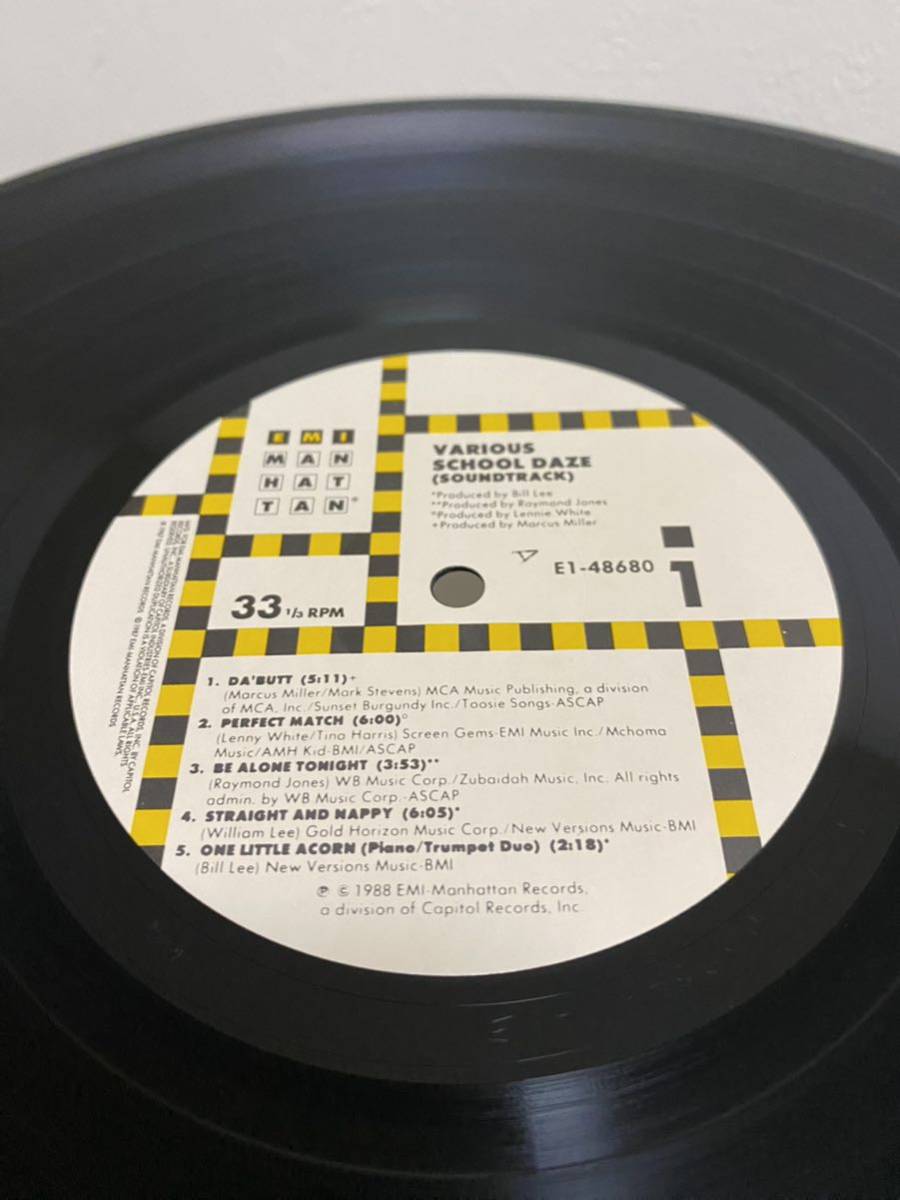 EMI
MAN
HAT
TAN®
VARIOUS
SCHOOL DAZE
(SOUNDTRACK)
*Produced by Bill Lee
**Produced by Raymond Jones
°Produced by Lennie White
+Produced by Marcus Miller
E1-48680
1
33 1/3 RPM
1. DA'BUTT (5:11)+
(Marcus Miller/Mark Stevens) MCA Music Publishing, a division
of MCA, Inc./Sunset Burgundy Inc./Toosie Songs-ASCAP
2. PERFECT MATCH (6:00)°
(Lenny White/Tina Harris) Screen Gems-EMI Music Inc./Mchoma
Music/AMH Kid-BMI/ASCAP
3. BE ALONE TONIGHT (3:53)**
(Raymond Jones) WB Music Corp./Zubaidah Music, Inc. All rights
admin. by WB Music Corp.-ASCAP
4. STRAIGHT AND NAPPY (6:05)*
(William Lee) Gold Horizon Music Corp./New Versions Music-BMI
5. ONE LITTLE ACORN (Piano/Trumpet Duo) (2:18)*
(Bill Lee) New Versions Music-BMI
℗ © 1988 EMI-Manhattan Records,
a division of Capitol Records, Inc.